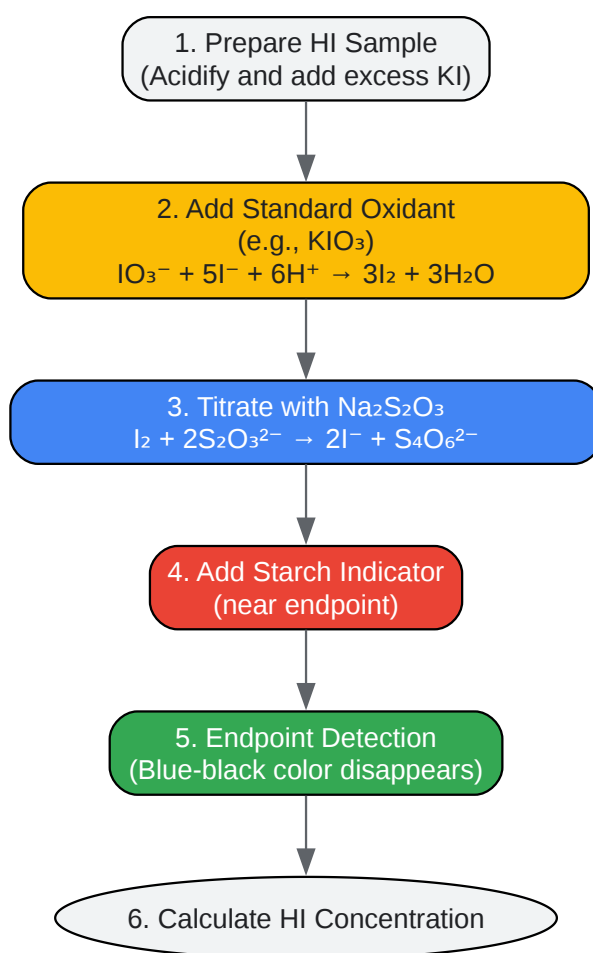 1. Prepare HI Sample
(Acidify and add excess KI)
2. Add Standard Oxidant
(e.g., KIO₃)
IO₃⁻ + 5I⁻ + 6H⁺ → 3I₂ + 3H₂O
3. Titrate with Na₂S₂O₃
I₂ + 2S₂O₃²⁻ → 2I⁻ + S₄O₆²⁻
4. Add Starch Indicator
(near endpoint)
5. Endpoint Detection
(Blue-black color disappears)
6. Calculate HI Concentration